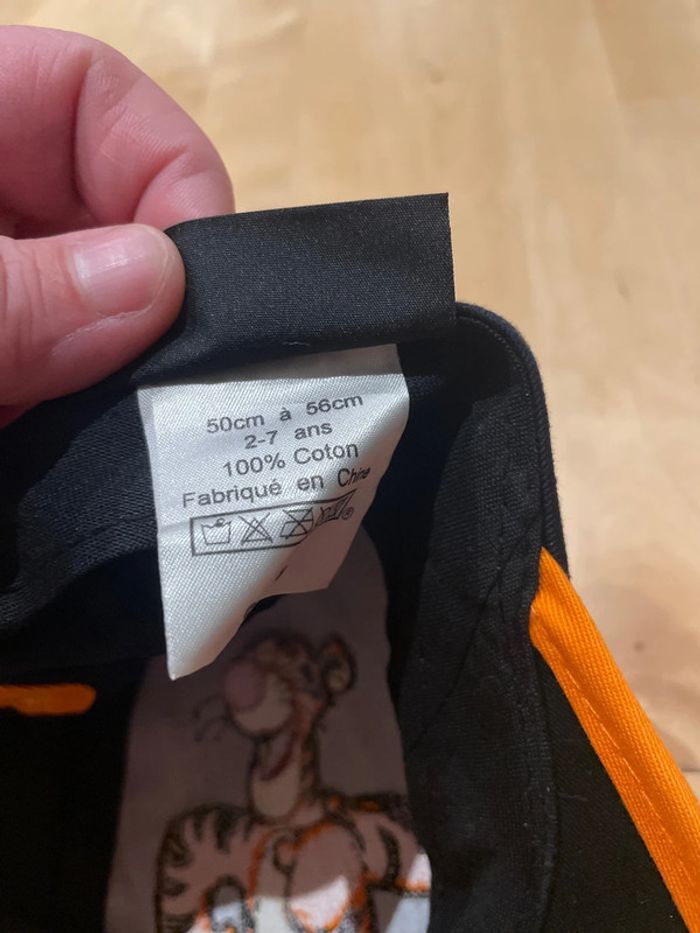 50cm à 56cm
2-7 ans
100% Coton
Fabriqué en Chine